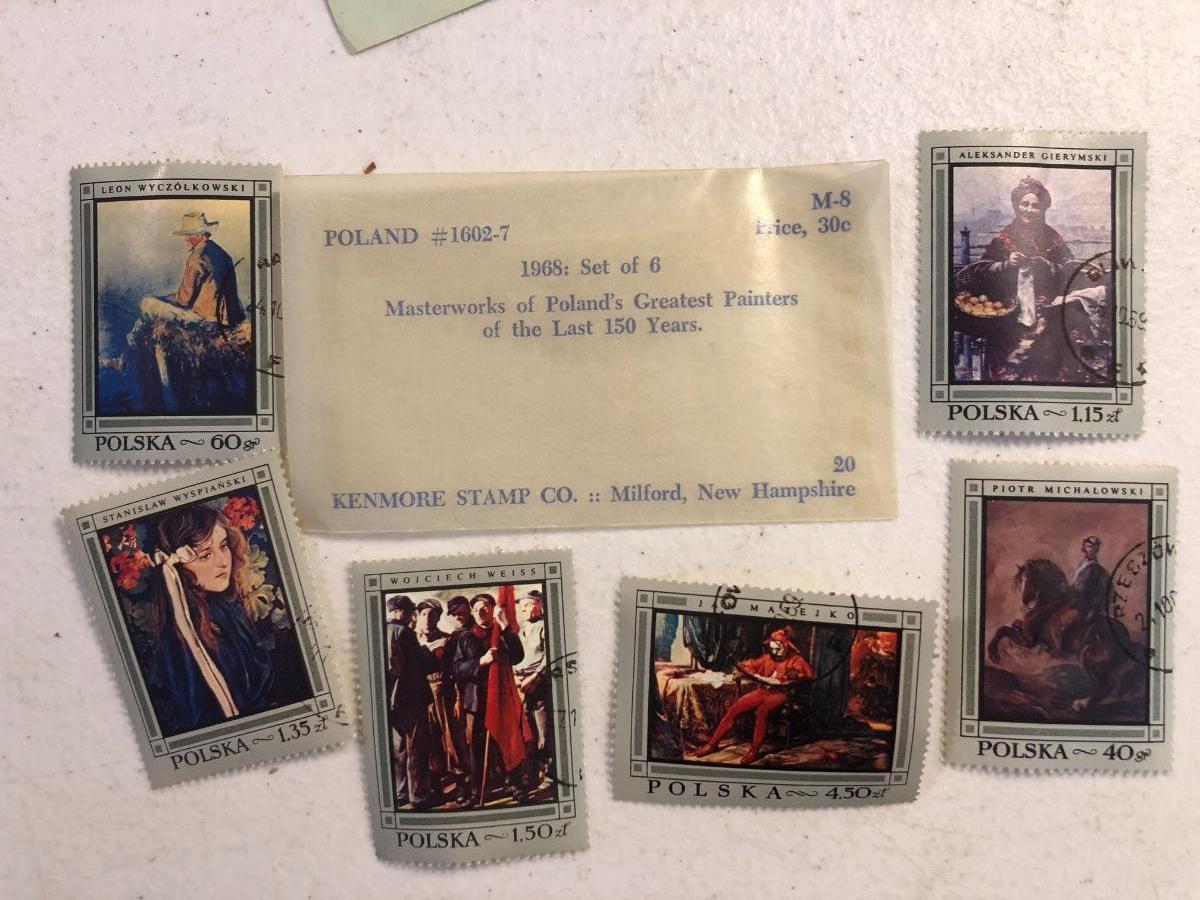 LEON WYCZÓŁKOWSKI
POLSKA ~ 60 gr
POLAND #1602-7
M-8
Price, 30c
1968: Set of 6
Masterworks of Poland's Greatest Painters
of the Last 150 Years.
20
KENMORE STAMP CO. :: Milford, New Hampshire
ALEKSANDER GIERYMSKI
POLSKA ~ 1,15 zł
STANISŁAW WYSPIAŃSKI
POLSKA ~ 1,35 zł
WOJCIECH WEISS
POLSKA ~ 1,50 zł
MATEJKO
POLSKA ~ 4,50 zł
PIOTR MICHAŁOWSKI
RZESZÓW
POLSKA ~ 40 gr